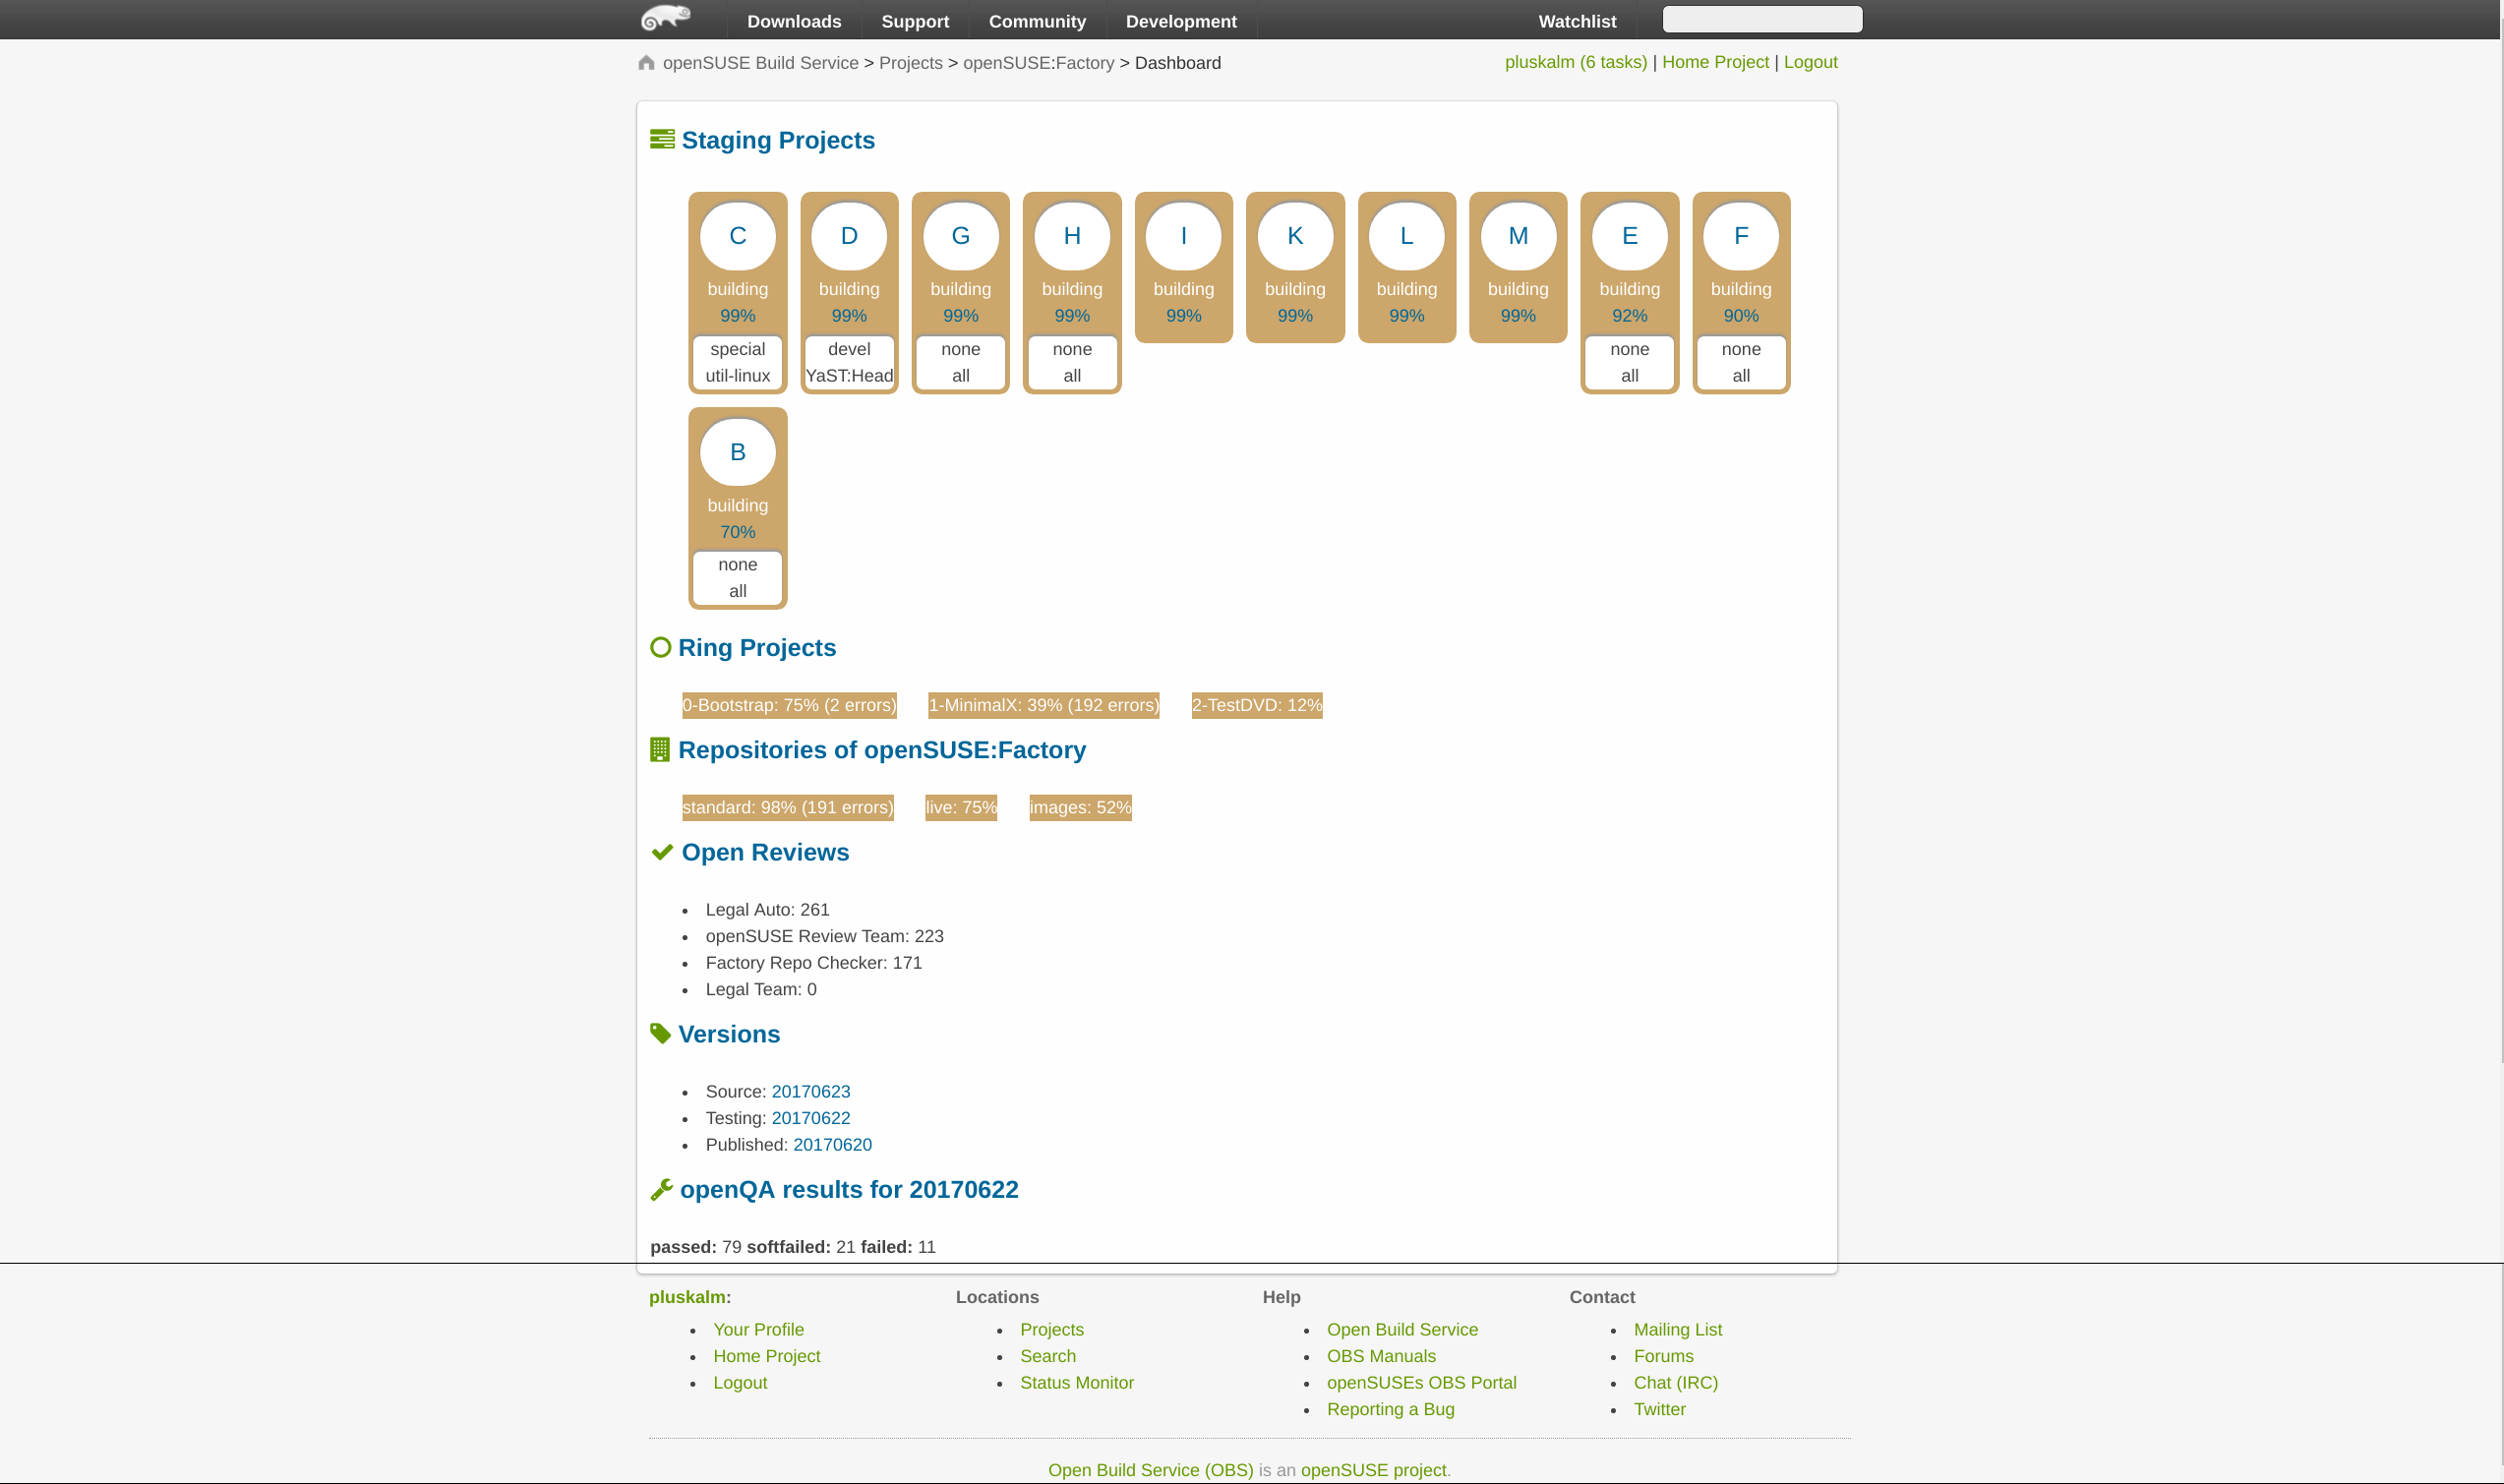 Downloads Support Community Development Watchlist
openSUSE Build Service > Projects > openSUSE:Factory > Dashboard pluskalm (6 tasks) | Home Project | Logout
Staging Projects
C D G H I K L M E F
building building building building building building building building building building
99% 99% 99% 99% 99% 99% 99% 99% 92% 90%
special devel none none none none
util-linux YaST:Head all all all all
B
building
70%
none
all
Ring Projects
0-Bootstrap: 75% (2 errors) 1-MinimalX: 39% (192 errors) 2-TestDVD: 12%
Repositories of openSUSE:Factory
standard: 98% (191 errors) live: 75% images: 52%
Open Reviews
• Legal Auto: 261
• openSUSE Review Team: 223
• Factory Repo Checker: 171
• Legal Team: 0
Versions
• Source: 20170623
• Testing: 20170622
• Published: 20170620
openQA results for 20170622
passed: 79 softfailed: 21 failed: 11
pluskalm: Locations Help Contact
• Your Profile • Projects • Open Build Service • Mailing List
• Home Project • Search • OBS Manuals • Forums
• Logout • Status Monitor • openSUSEs OBS Portal • Chat (IRC)
• Reporting a Bug • Twitter
Open Build Service (OBS) is an openSUSE project.